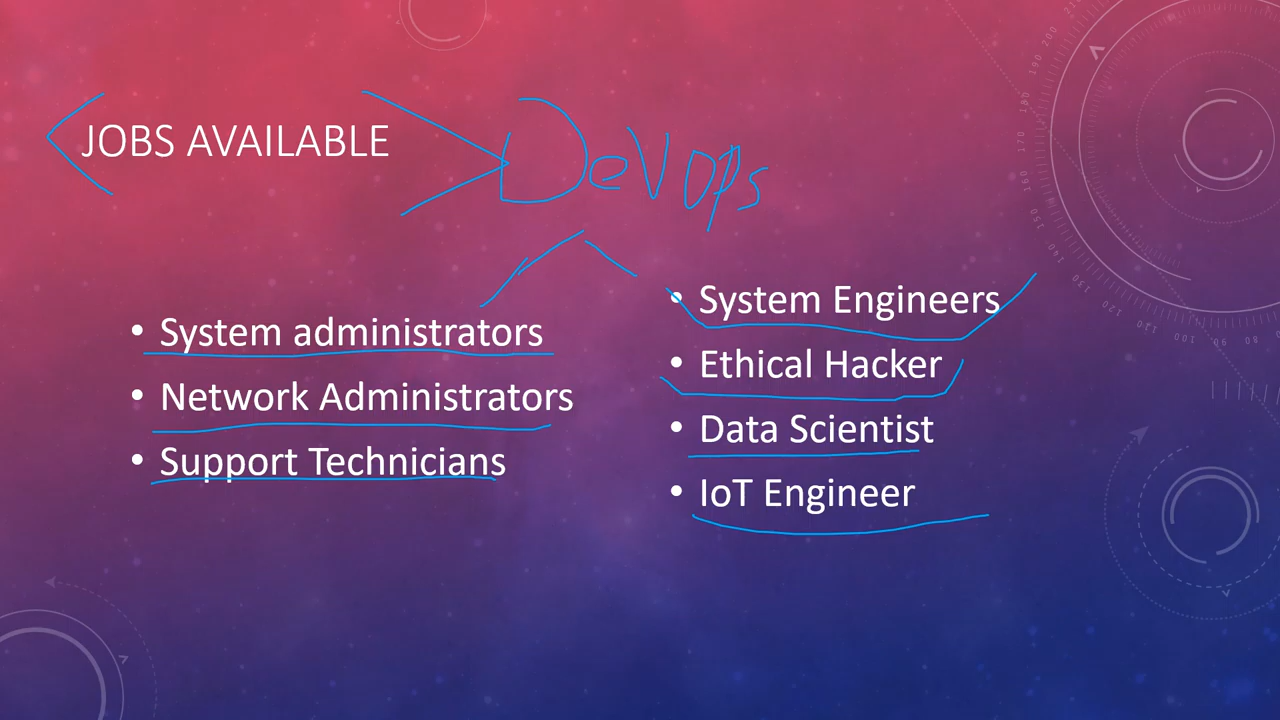 JOBS AVAILABLE
DevOps
• System administrators
• Network Administrators
• Support Technicians
• System Engineers
• Ethical Hacker
• Data Scientist
• IoT Engineer